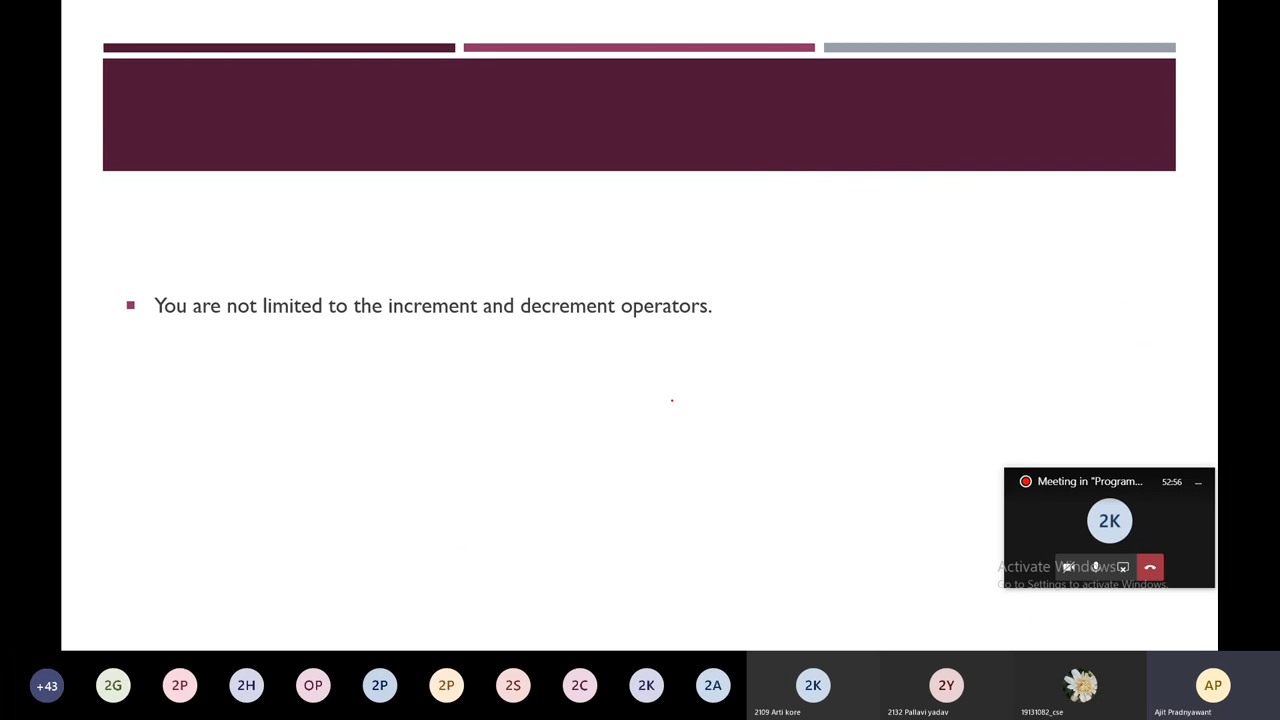 You are not limited to the increment and decrement operators.
Meeting in "Program... 52:56
2K
Activate Windows
Go to Settings to activate Windows.
+43 2G 2P 2H OP 2P 2P 2S 2C 2K 2A 2K 2Y AP
2109 Arti kore 2132 Pallavi yadav 19131082_cse Ajit Pradnyawant